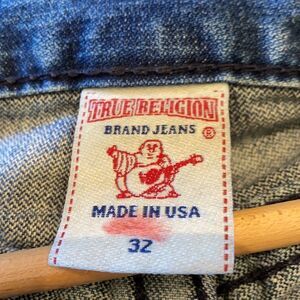 TRUE RELIGION
BRAND JEANS ®
MADE IN USA
32